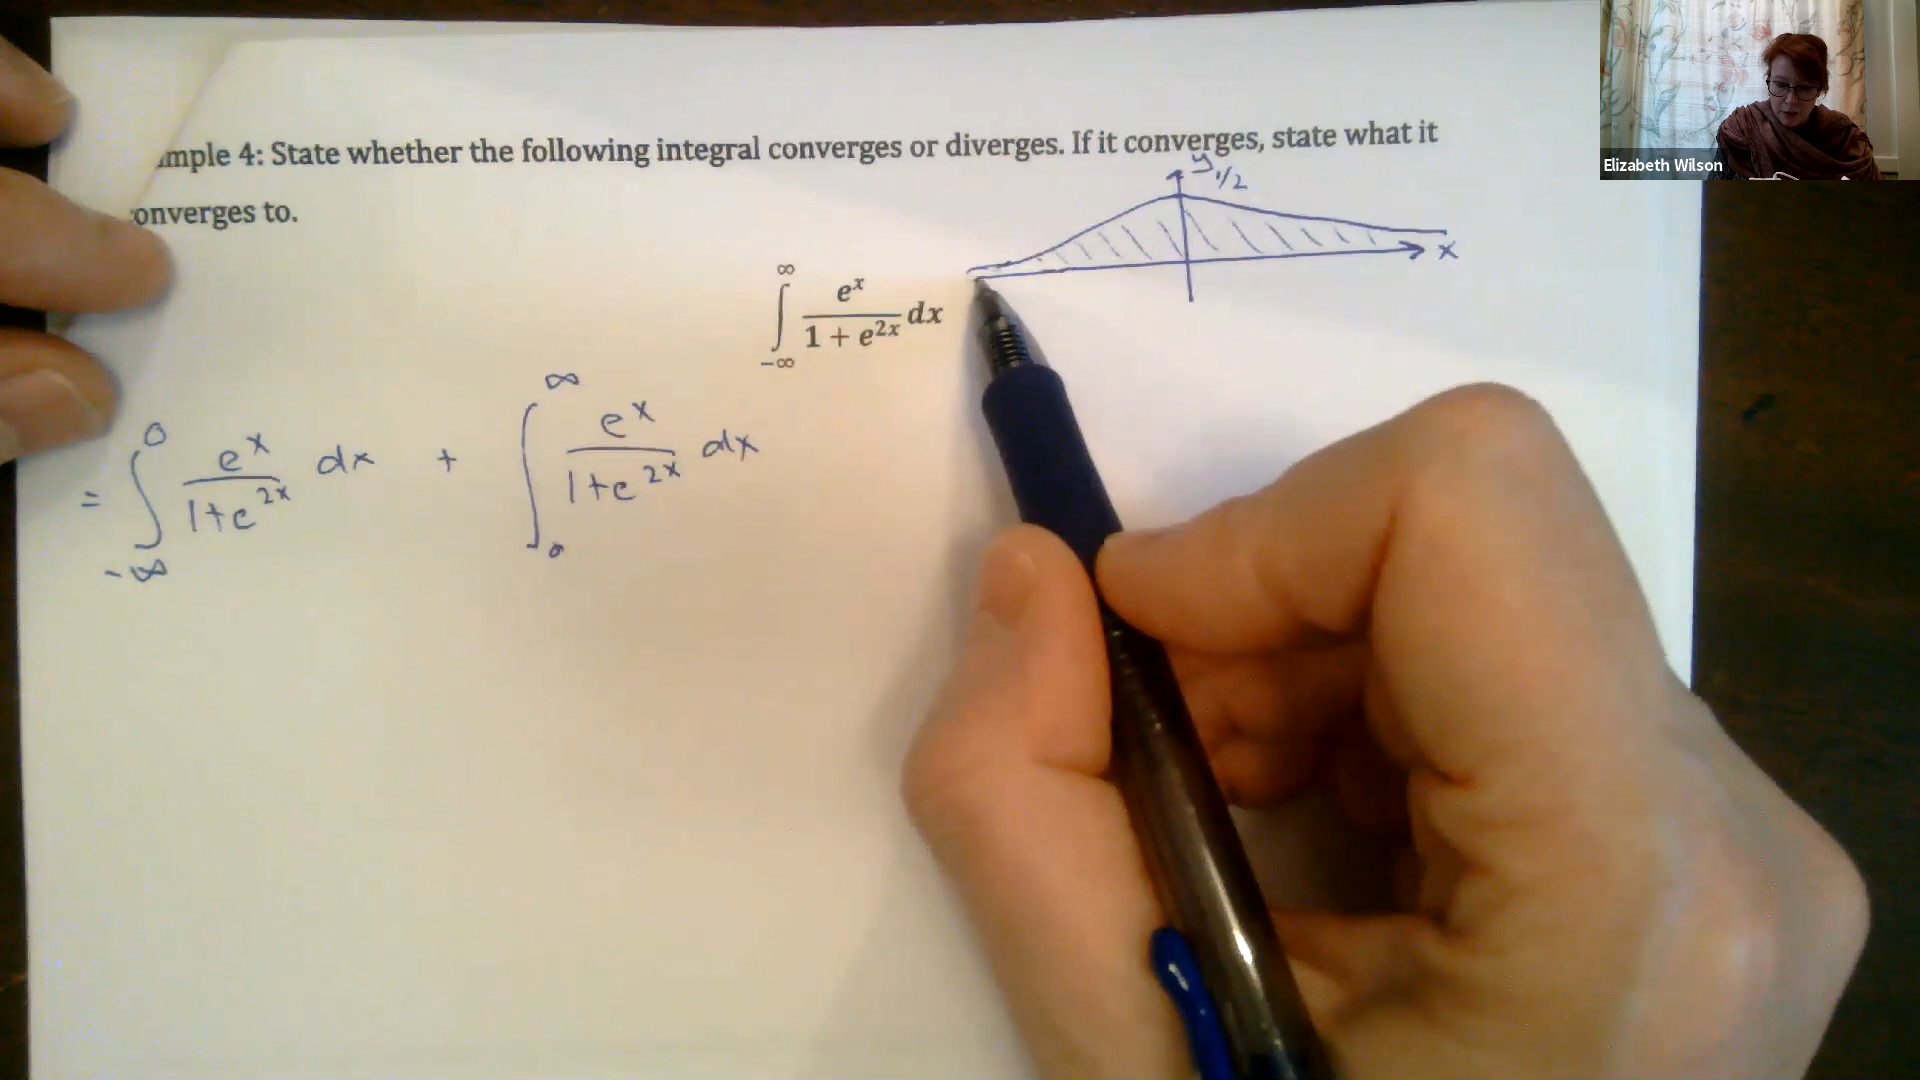 mple 4: State whether the following integral converges or diverges. If it converges, state what it
onverges to.
y
1/2
x
∫_{-∞}^{∞} e^x / (1 + e^{2x}) dx
= ∫_{-∞}^{0} e^x / (1+e^{2x}) dx + ∫_{0}^{∞} e^x / (1+e^{2x}) dx
Elizabeth Wilson